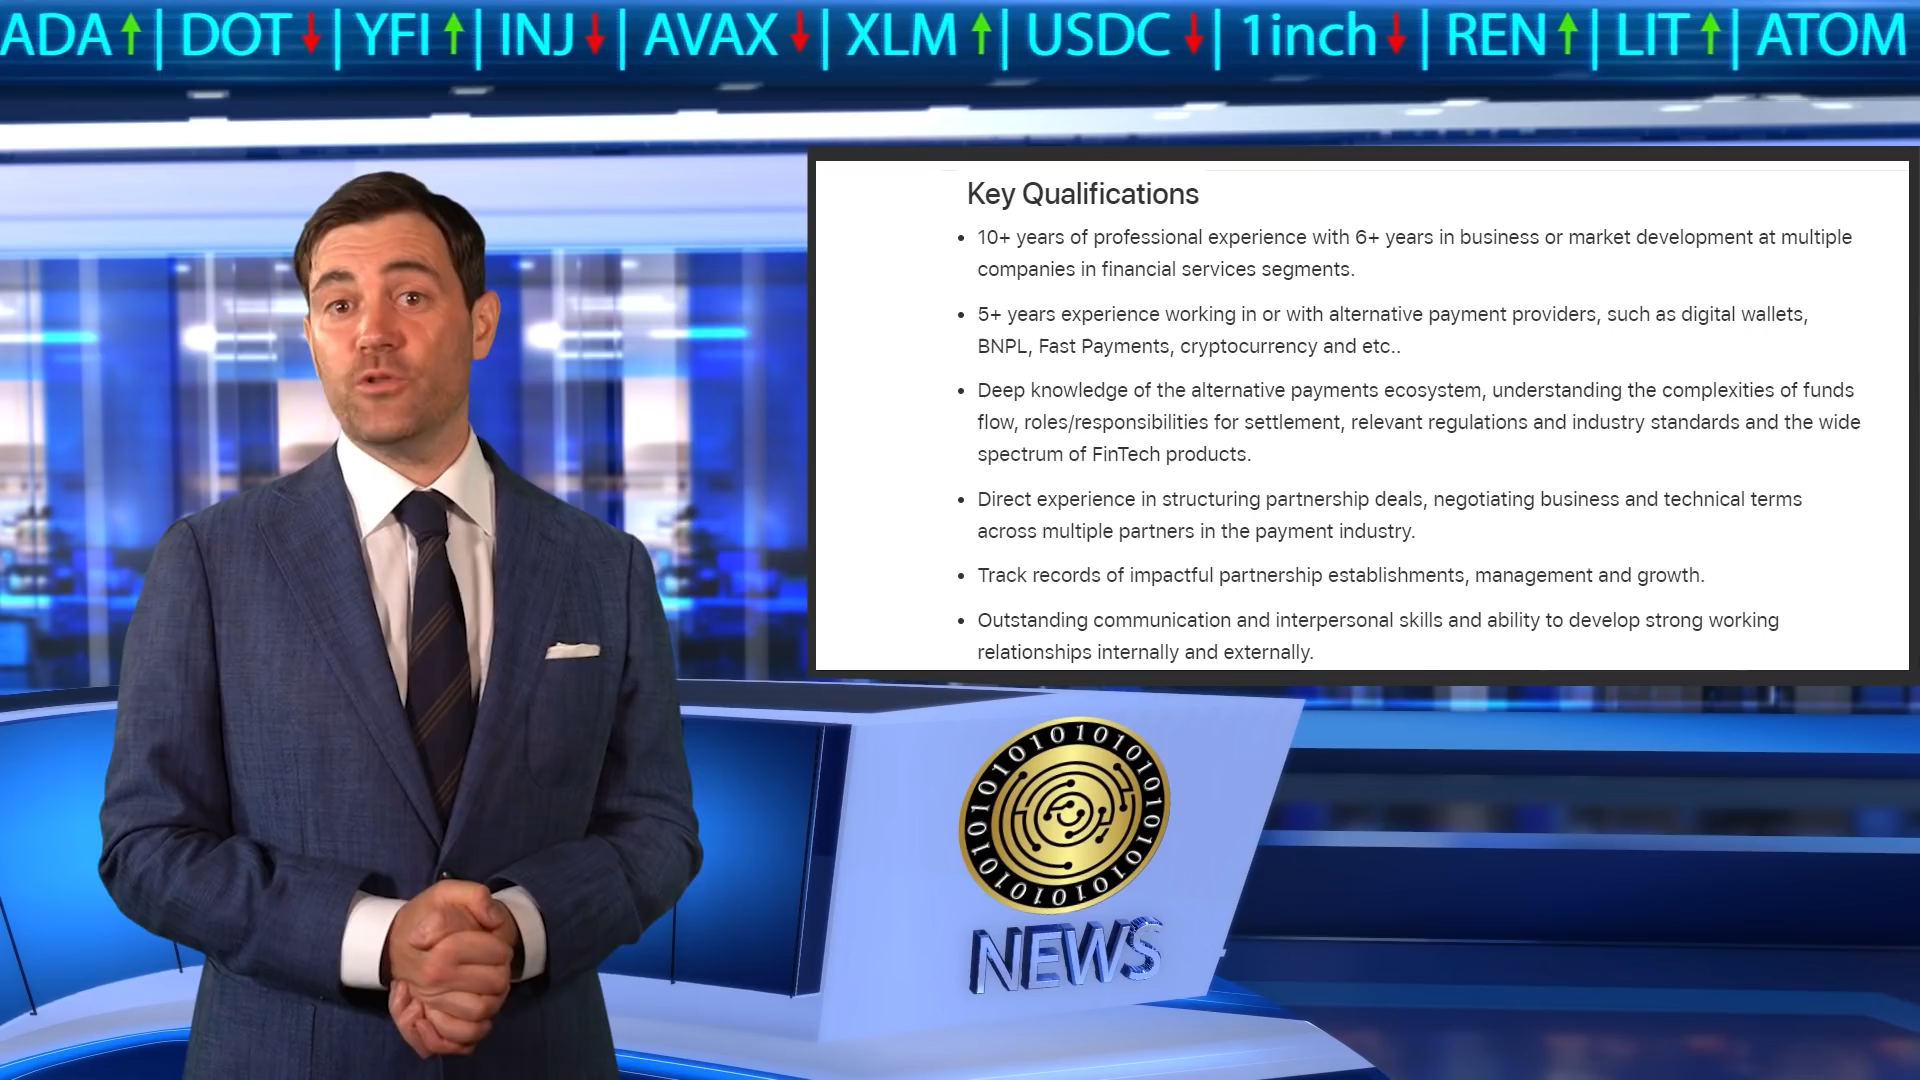 ADA | DOT | YFI | INJ | AVAX | XLM | USDC | 1inch | REN | LIT | ATOM
Key Qualifications
• 10+ years of professional experience with 6+ years in business or market development at multiple
companies in financial services segments.
• 5+ years experience working in or with alternative payment providers, such as digital wallets,
BNPL, Fast Payments, cryptocurrency and etc..
• Deep knowledge of the alternative payments ecosystem, understanding the complexities of funds
flow, roles/responsibilities for settlement, relevant regulations and industry standards and the wide
spectrum of FinTech products.
• Direct experience in structuring partnership deals, negotiating business and technical terms
across multiple partners in the payment industry.
• Track records of impactful partnership establishments, management and growth.
• Outstanding communication and interpersonal skills and ability to develop strong working
relationships internally and externally.
NEWS